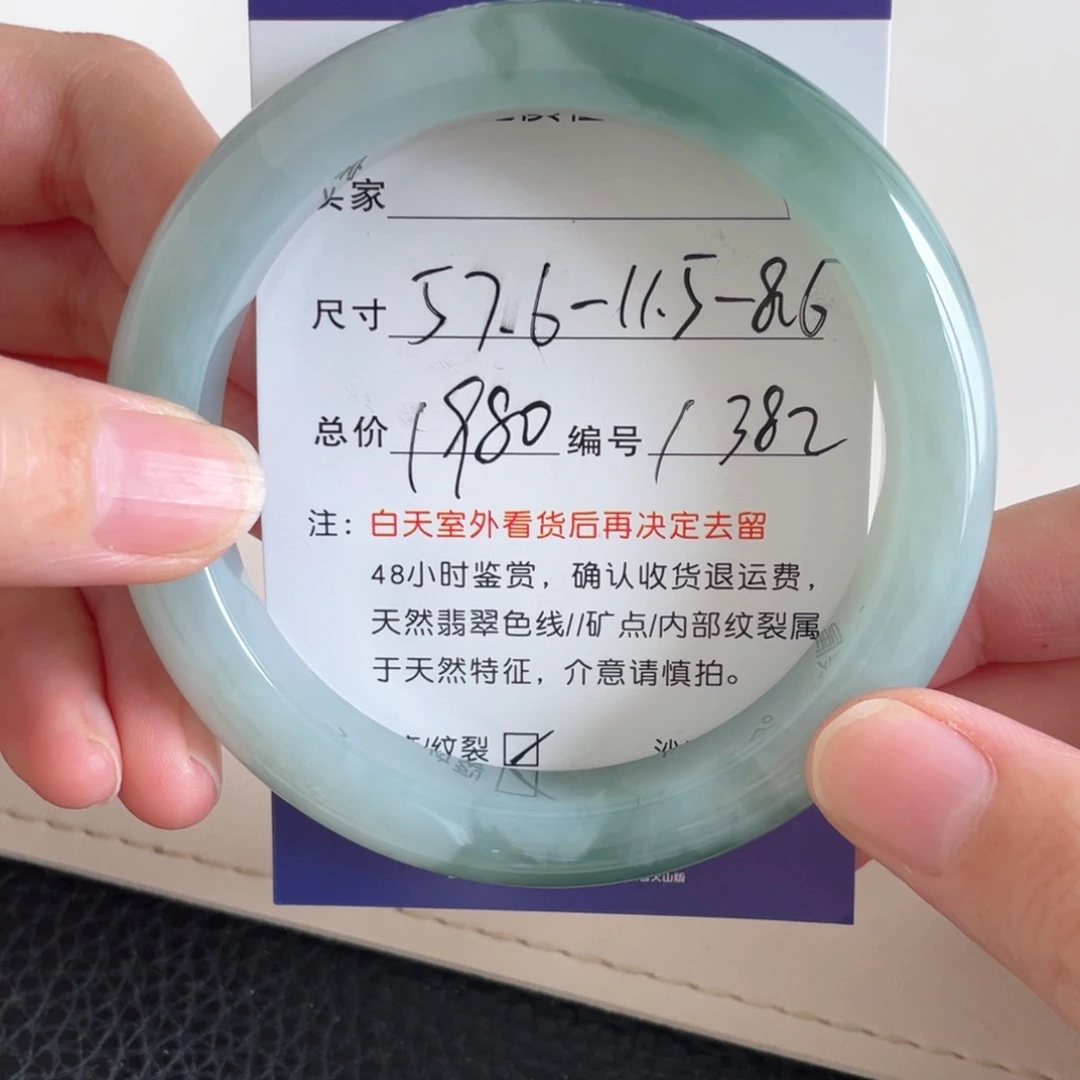 家
尺寸 57.6-11.5-8.6
总价 1980 编号 1382
注：白天室外看货后再决定去留
48小时鉴赏，确认收货退运费，
天然翡翠色线//矿点/内部纹裂属
于天然特征，介意请慎拍。
/纹裂